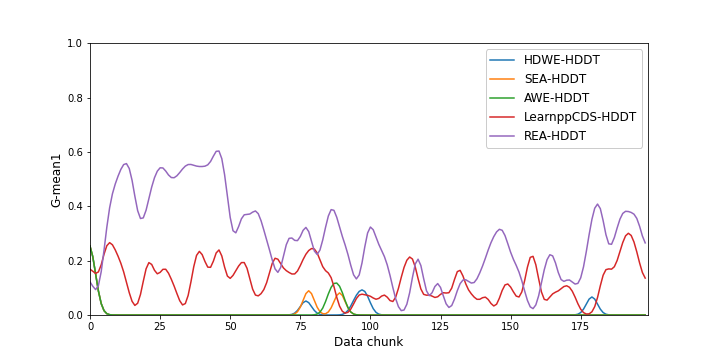 1.0
0.8
0.6
0.4
0.2
0.0
G-mean1
HDWE-HDDT
SEA-HDDT
AWE-HDDT
LearnppCDS-HDDT
REA-HDDT
0 25 50 75 100 125 150 175
Data chunk